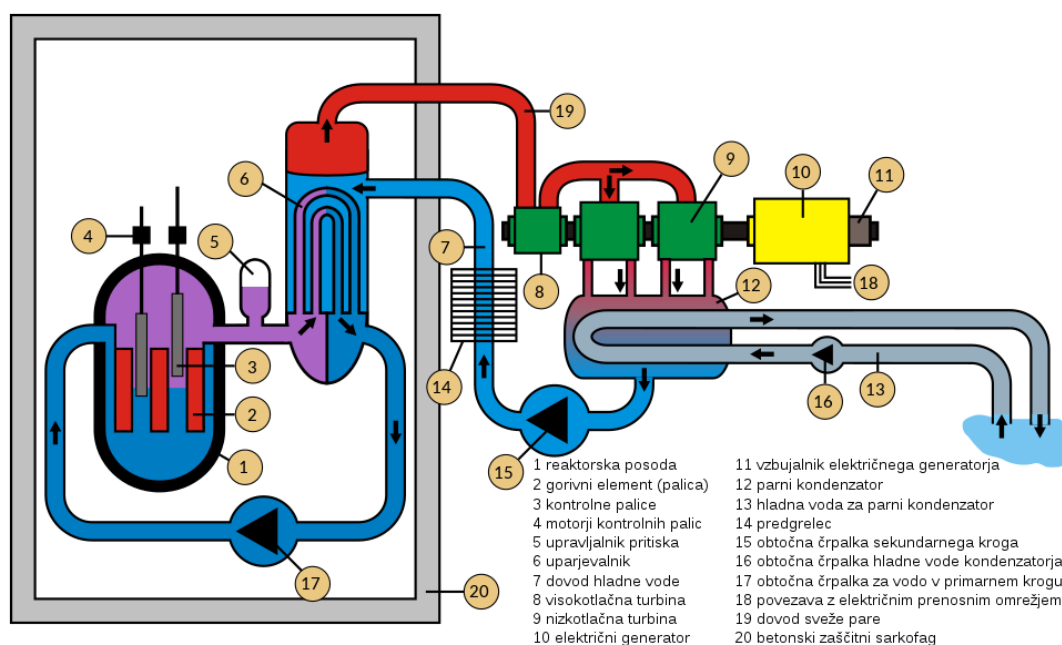 19
9
10
11
6
4
5
7
8
12
18
3
14
16
13
2
1
15
17
20
1 reaktorska posoda
2 gorivni element (palica)
3 kontrolne palice
4 motorji kontrolnih palic
5 upravljalnik pritiska
6 uparjevalnik
7 dovod hladne vode
8 visokotlačna turbina
9 nizkotlačna turbina
10 električni generator
11 vzbujalnik električnega generatorja
12 parni kondenzator
13 hladna voda za parni kondenzator
14 predgrelec
15 obtočna črpalka sekundarnega kroga
16 obtočna črpalka hladne vode kondenzatorja
17 obtočna črpalka za vodo v primarnem krogu
18 povezava z električnim prenosnim omrežjem
19 dovod sveže pare
20 betonski zaščitni sarkofag